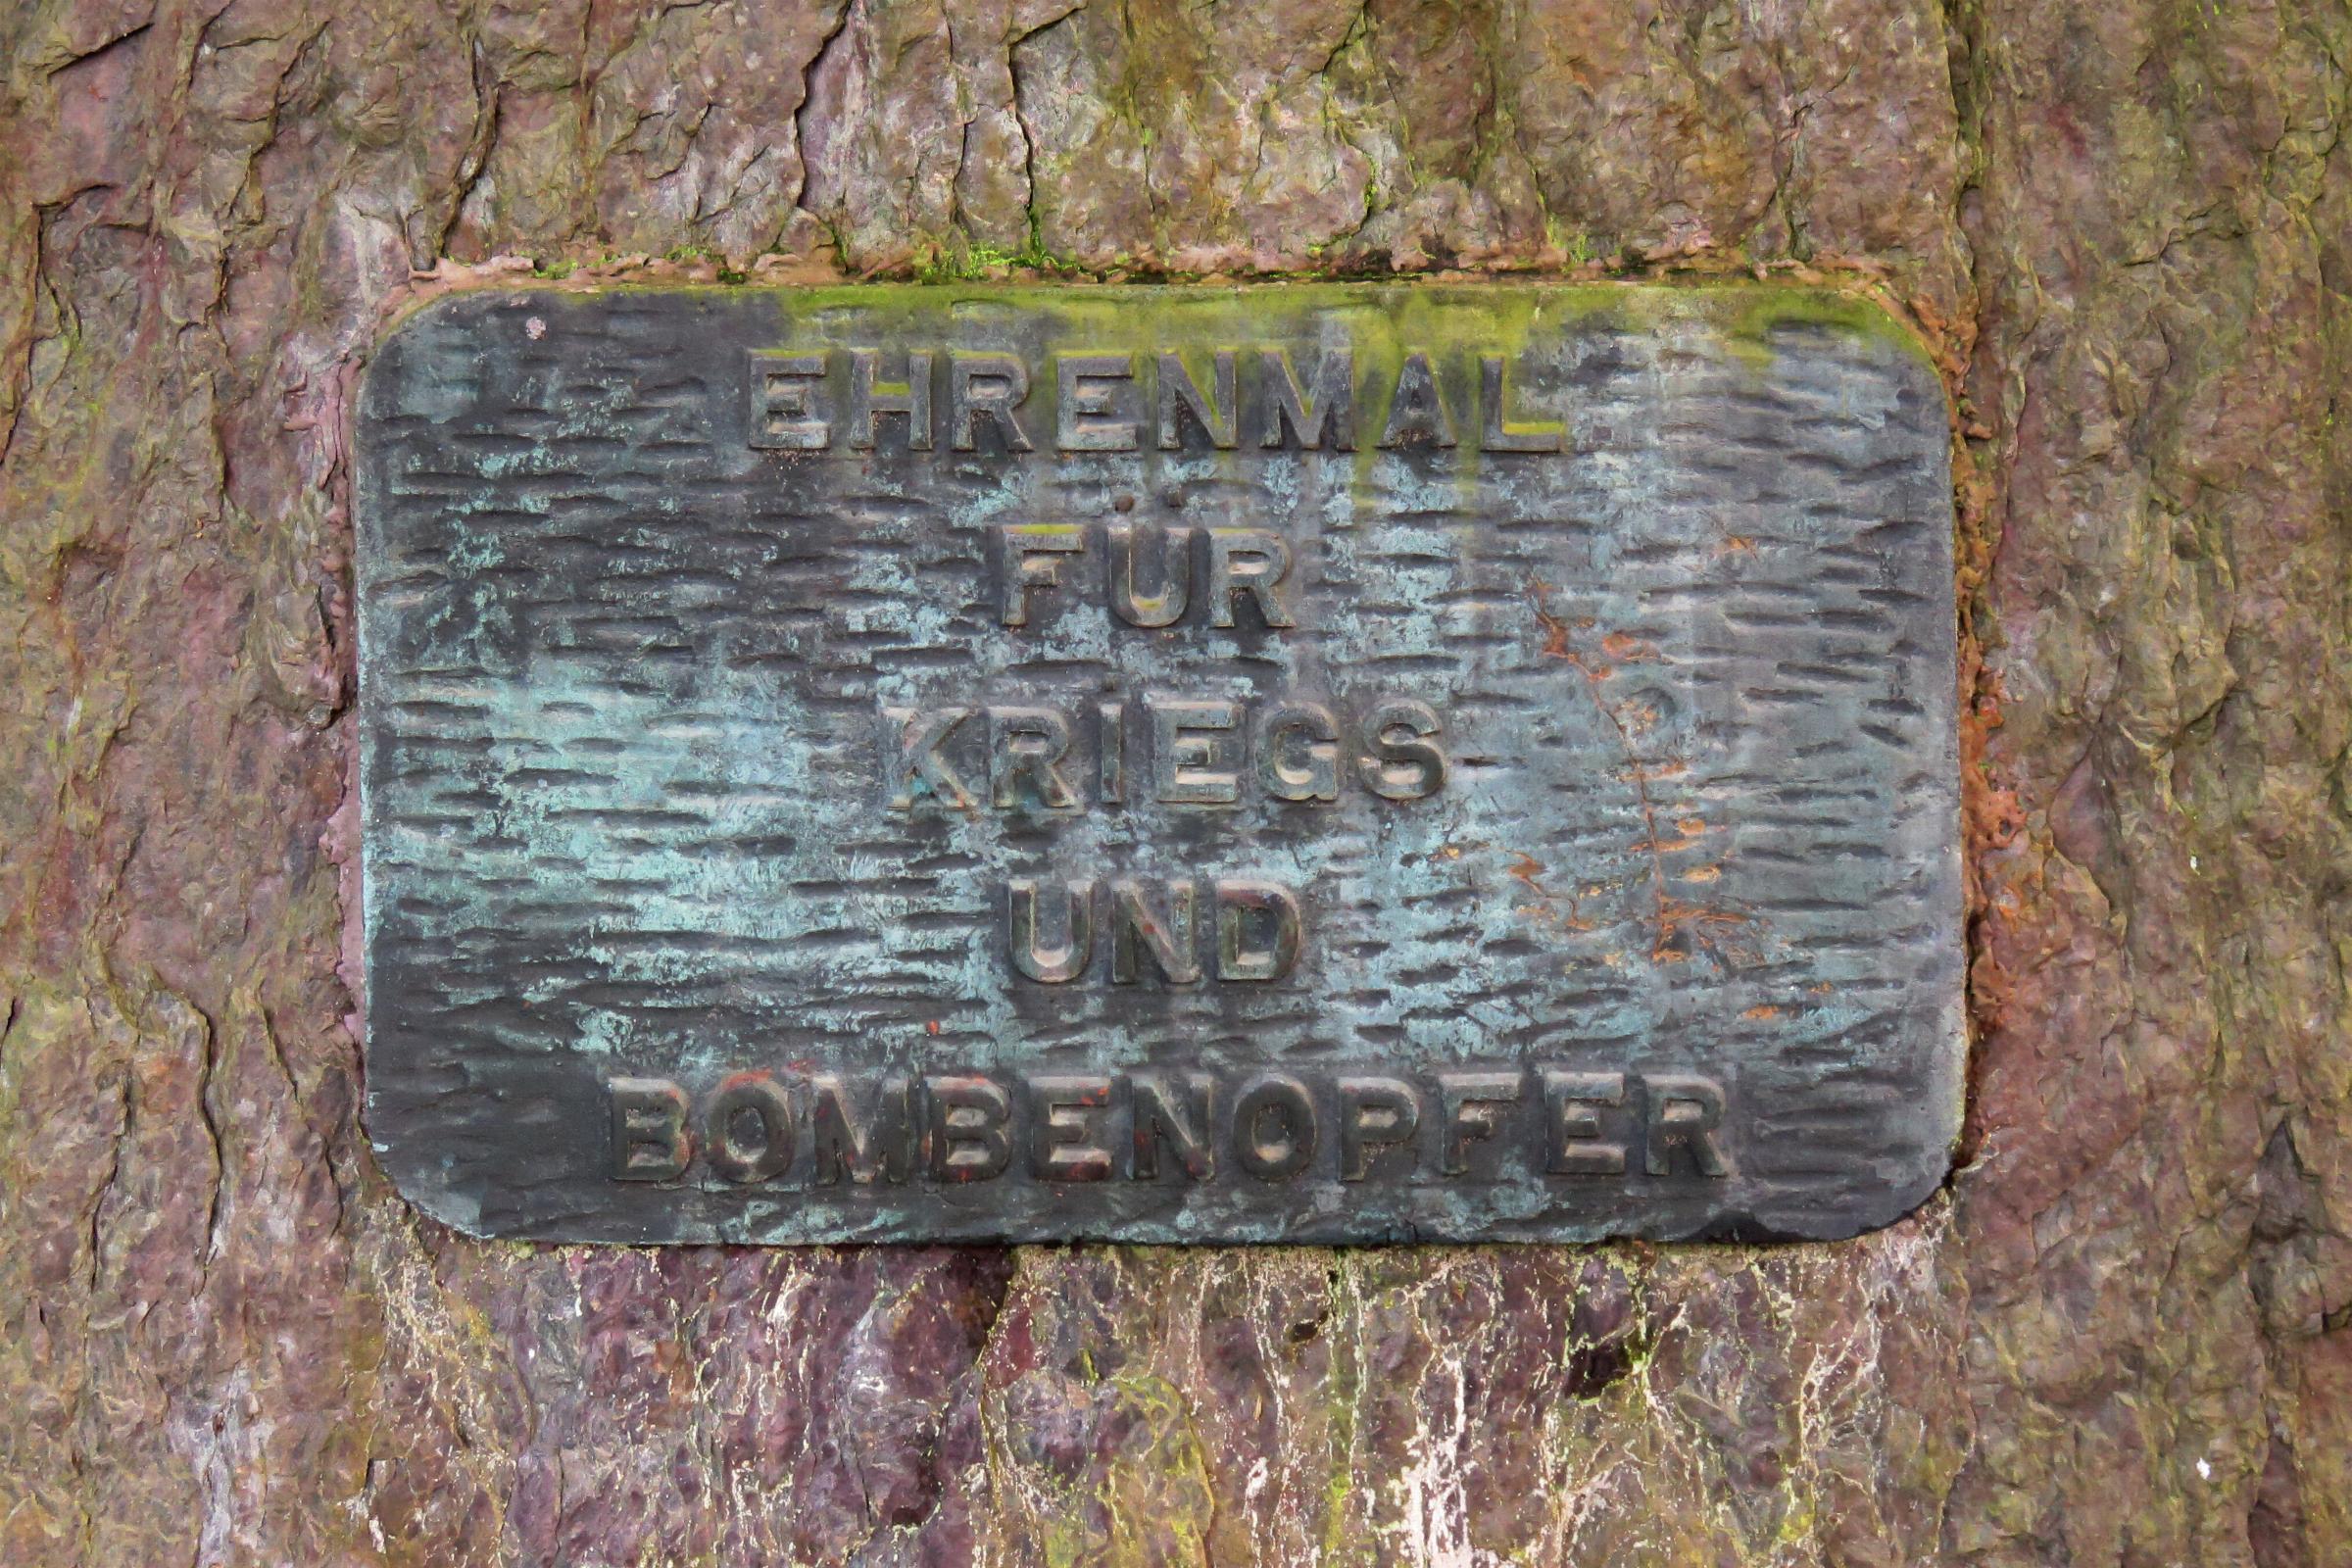 EHRENMAL
FÜR
KRIEGS
UND
BOMBENOPFER